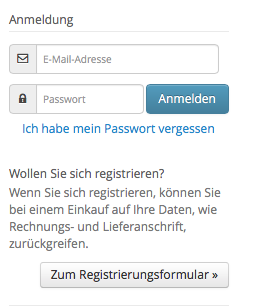 Anmeldung
E-Mail-Adresse
Passwort
Anmelden
Ich habe mein Passwort vergessen
Wollen Sie sich registrieren?
Wenn Sie sich registrieren, können Sie
bei einem Einkauf auf Ihre Daten, wie
Rechnungs- und Lieferanschrift,
zurückgreifen.
Zum Registrierungsformular »